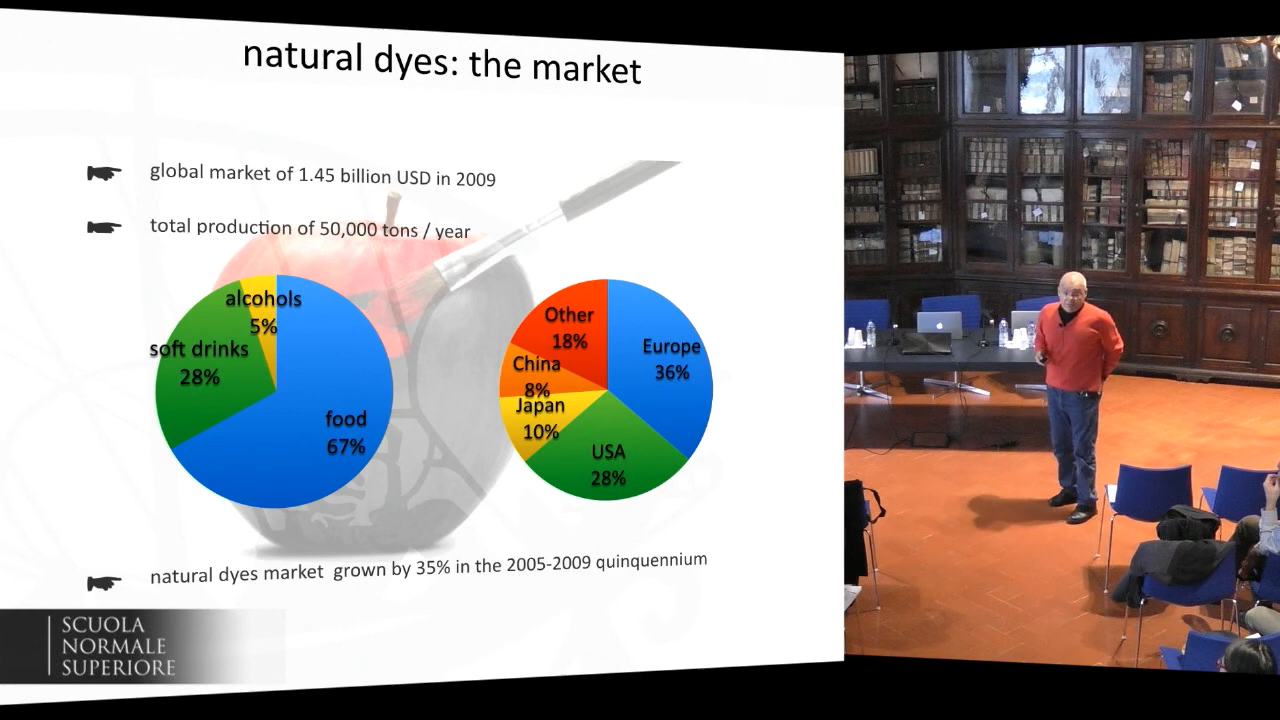 natural dyes: the market
global market of 1.45 billion USD in 2009
total production of 50,000 tons / year
alcohols
5%
soft drinks
28%
food
67%
Other
18%
Europe
36%
China
8%
Japan
10%
USA
28%
natural dyes market grown by 35% in the 2005-2009 quinquennium
SCUOLA
NORMALE
SUPERIORE